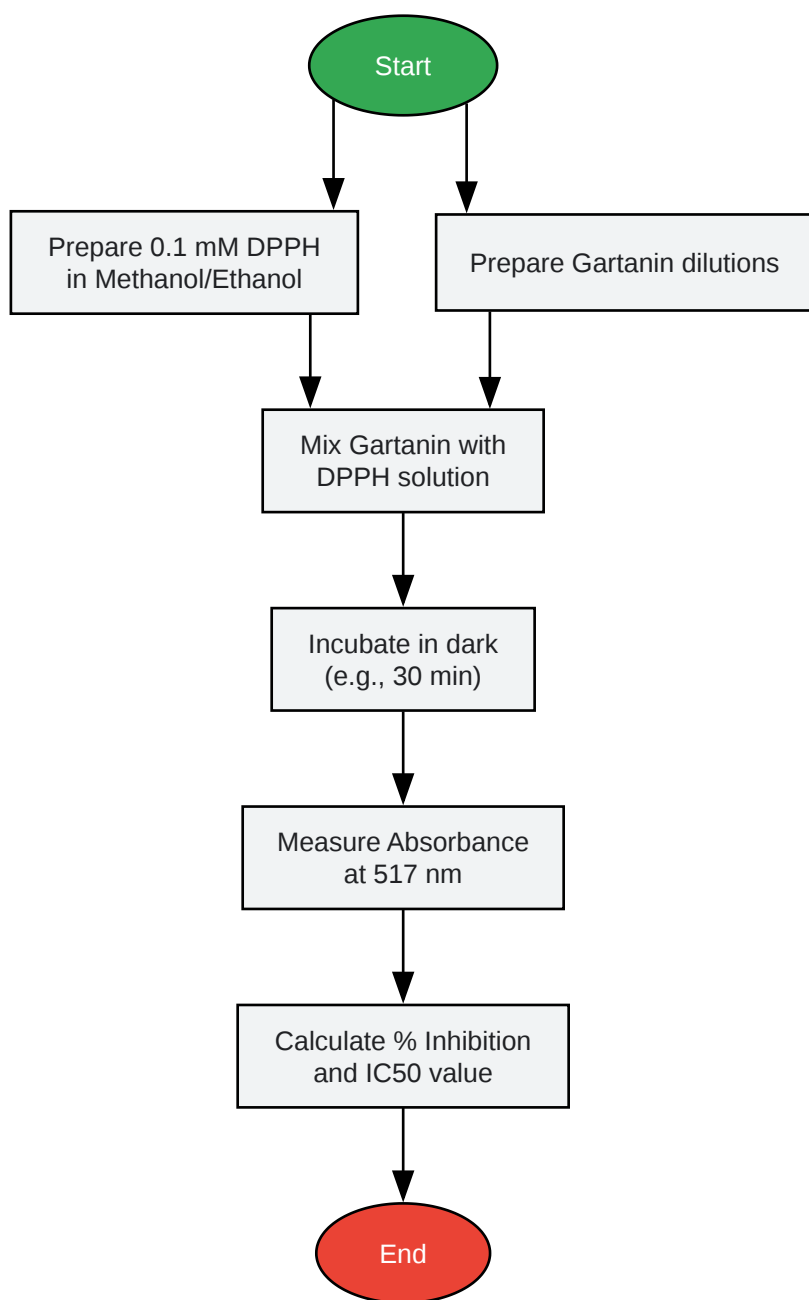 Start
Prepare 0.1 mM DPPH
in Methanol/Ethanol
Prepare Gartanin dilutions
Mix Gartanin with
DPPH solution
Incubate in dark
(e.g., 30 min)
Measure Absorbance
at 517 nm
Calculate % Inhibition
and IC50 value
End